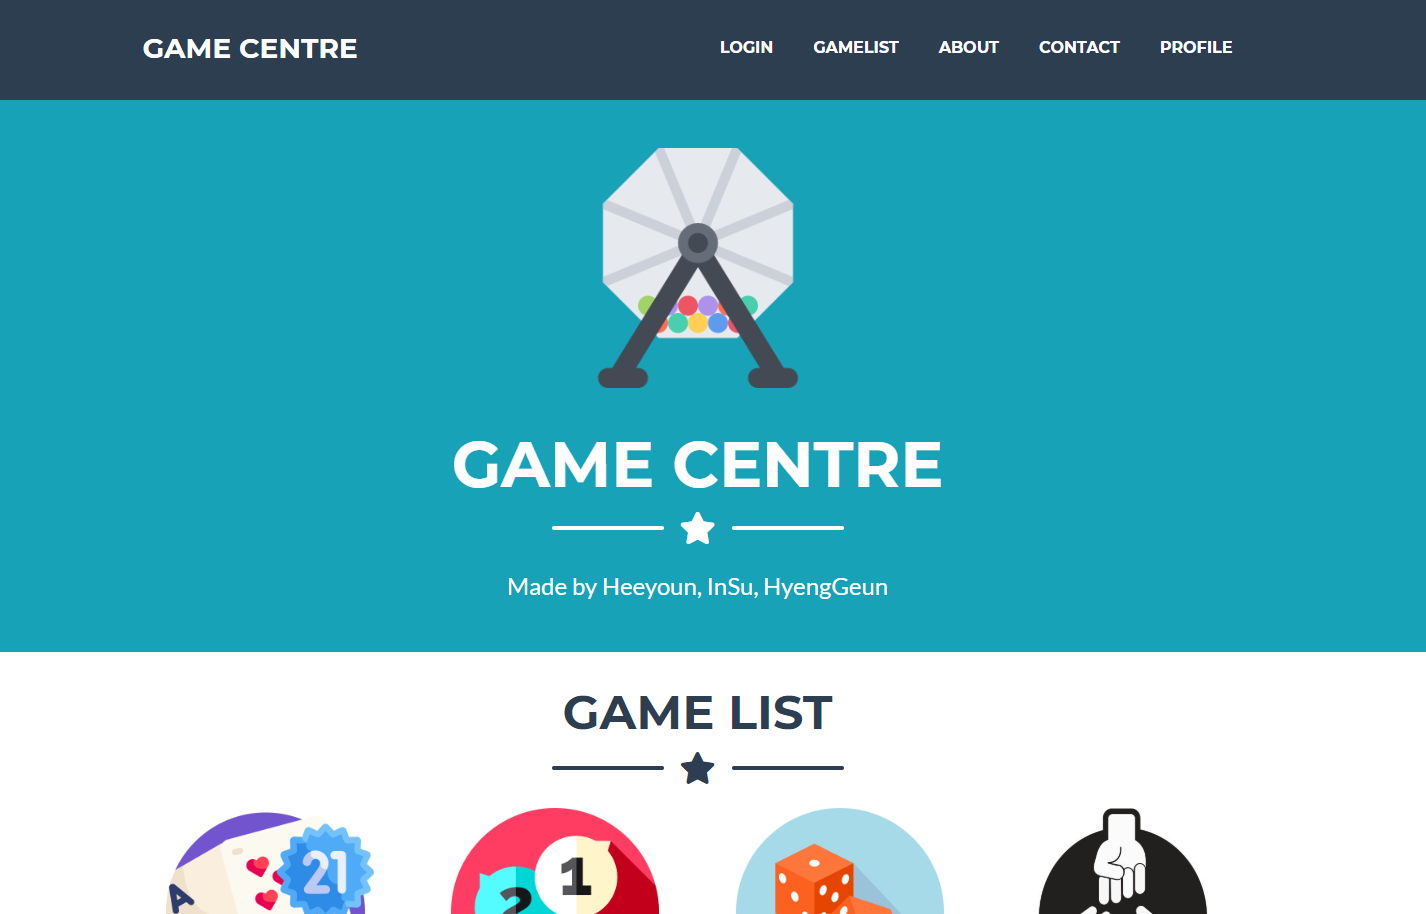 GAME CENTRE
LOGIN GAMELIST ABOUT CONTACT PROFILE
GAME CENTRE
Made by Heeyoun, InSu, HyengGeun
GAME LIST
21
A
2
1